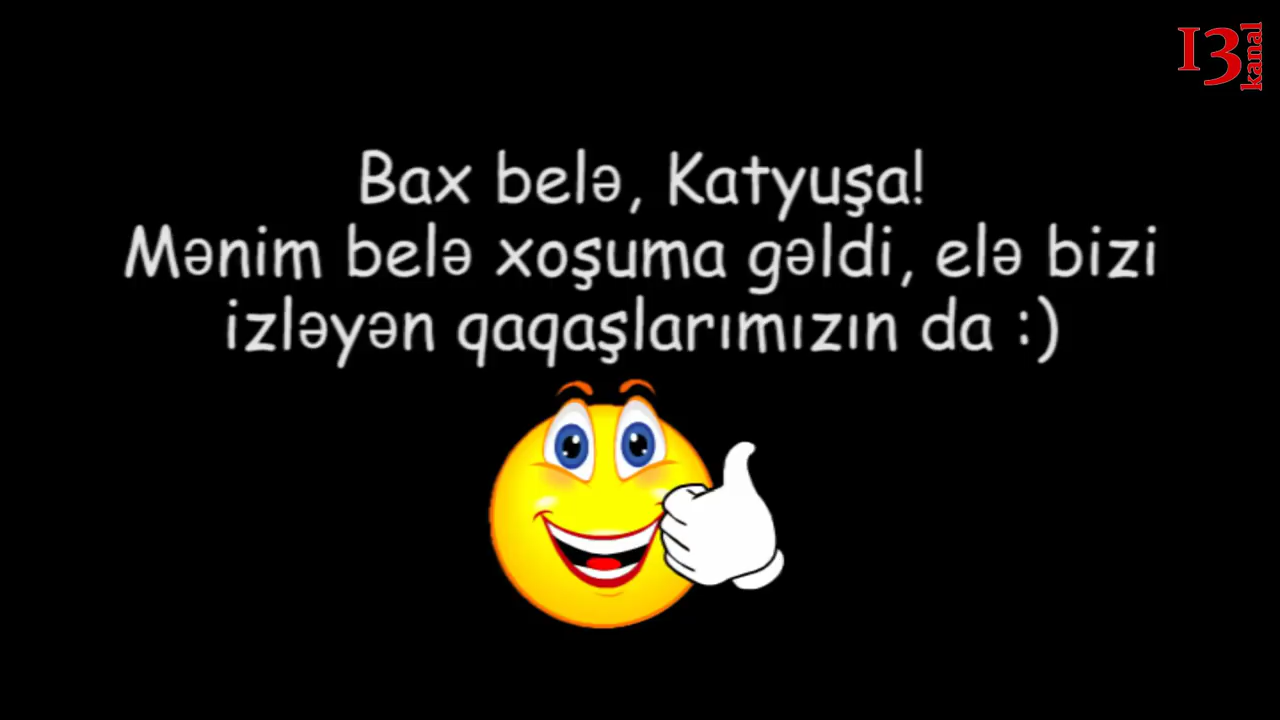 13 kanal
Bax belə, Katyuşa!
Mənim belə xoşuma gəldi, elə bizi
izləyən qaqaşlarımızın da :)